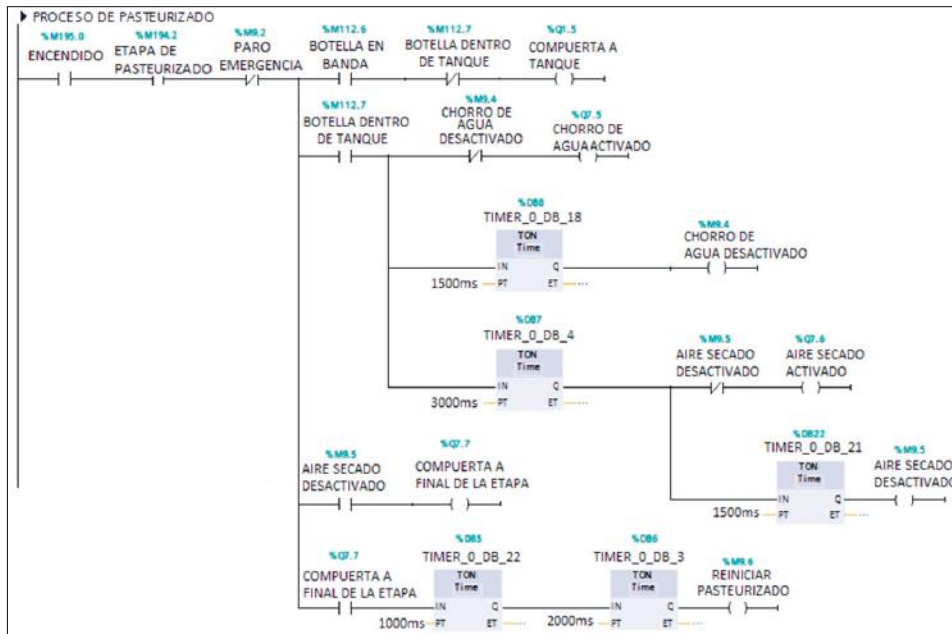 PROCESO DE PASTEURIZADO
%M195.0
ENCENDIDO
%M194.2
ETAPA DE
PASTEURIZADO
%M9.2
PARO
EMERGENCIA
%M112.6
BOTELLA EN
BANDA
%M112.7
BOTELLA DENTRO
DE TANQUE
%Q1.5
COMPUERTA A
TANQUE
%M112.7
BOTELLA DENTRO
DE TANQUE
%M9.4
CHORRO DE
AGUA
DESACTIVADO
%Q7.5
CHORRO DE
AGUAACTIVADO
%DB8
TIMER_0_DB_18
TON
Time
IN Q
1500ms PT ET ...
%M9.4
CHORRO DE
AGUA DESACTIVADO
%DB7
TIMER_0_DB_4
TON
Time
IN Q
3000ms PT ET ...
%M9.5
AIRE SECADO
DESACTIVADO
%Q7.6
AIRE SECADO
ACTIVADO
%DB22
TIMER_0_DB_21
TON
Time
IN Q
1500ms PT ET ...
%M9.5
AIRE SECADO
DESACTIVADO
%M9.5
AIRE SECADO
DESACTIVADO
%Q7.7
COMPUERTA A
FINAL DE LA ETAPA
%Q7.7
COMPUERTA A
FINAL DE LA ETAPA
%DB5
TIMER_0_DB_22
TON
Time
IN Q
1000ms PT ET ...
%DB6
TIMER_0_DB_3
TON
Time
IN Q
2000ms PT ET ...
%M9.6
REINICIAR
PASTEURIZADO